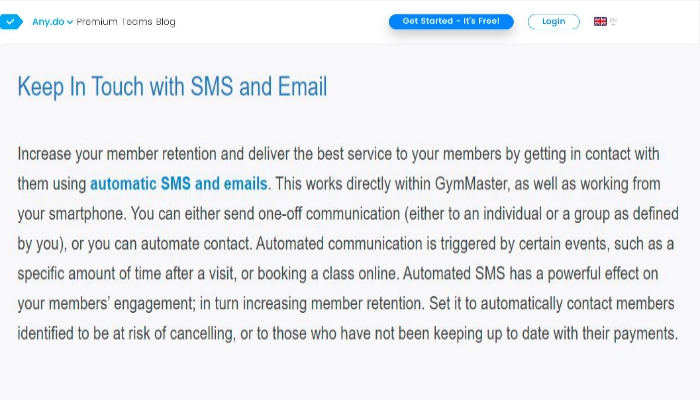 Any.do Premium Teams Blog Get Started - It's Free! Login EN
Keep In Touch with SMS and Email
Increase your member retention and deliver the best service to your members by getting in contact with
them using automatic SMS and emails. This works directly within GymMaster, as well as working from
your smartphone. You can either send one-off communication (either to an individual or a group as defined
by you), or you can automate contact. Automated communication is triggered by certain events, such as a
specific amount of time after a visit, or booking a class online. Automated SMS has a powerful effect on
your members' engagement; in turn increasing member retention. Set it to automatically contact members
identified to be at risk of cancelling, or to those who have not been keeping up to date with their payments.